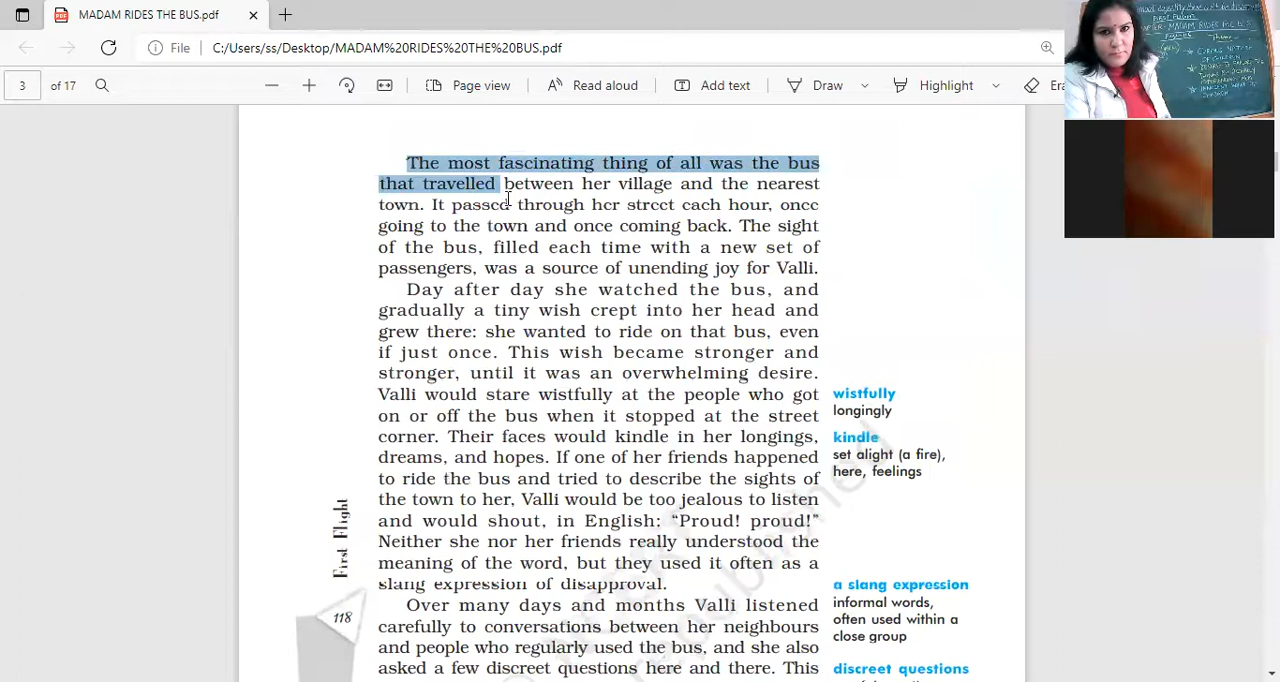 MADAM RIDES THE BUS.pdf
File
C:/Users/ss/Desktop/MADAM%20RIDES%20THE%20BUS.pdf
3 of 17
Page view
Read aloud
Add text
Draw
Highlight
Era
The most fascinating thing of all was the bus
that travelled between her village and the nearest
town. It passed through her street each hour, once
going to the town and once coming back. The sight
of the bus, filled each time with a new set of
passengers, was a source of unending joy for Valli.
Day after day she watched the bus, and
gradually a tiny wish crept into her head and
grew there: she wanted to ride on that bus, even
if just once. This wish became stronger and
stronger, until it was an overwhelming desire.
Valli would stare wistfully at the people who got
on or off the bus when it stopped at the street
corner. Their faces would kindle in her longings,
dreams, and hopes. If one of her friends happened
to ride the bus and tried to describe the sights of
the town to her, Valli would be too jealous to listen
and would shout, in English: “Proud! proud!”
Neither she nor her friends really understood the
meaning of the word, but they used it often as a
slang expression of disapproval.
Over many days and months Valli listened
carefully to conversations between her neighbours
and people who regularly used the bus, and she also
asked a few discreet questions here and there. This
wistfully
longingly
kindle
set alight (a fire),
here, feelings
a slang expression
informal words,
often used within a
close group
discreet questions
First Flight
118
republished
FIRST FLIGHT
MADAM RIDES THE BUS